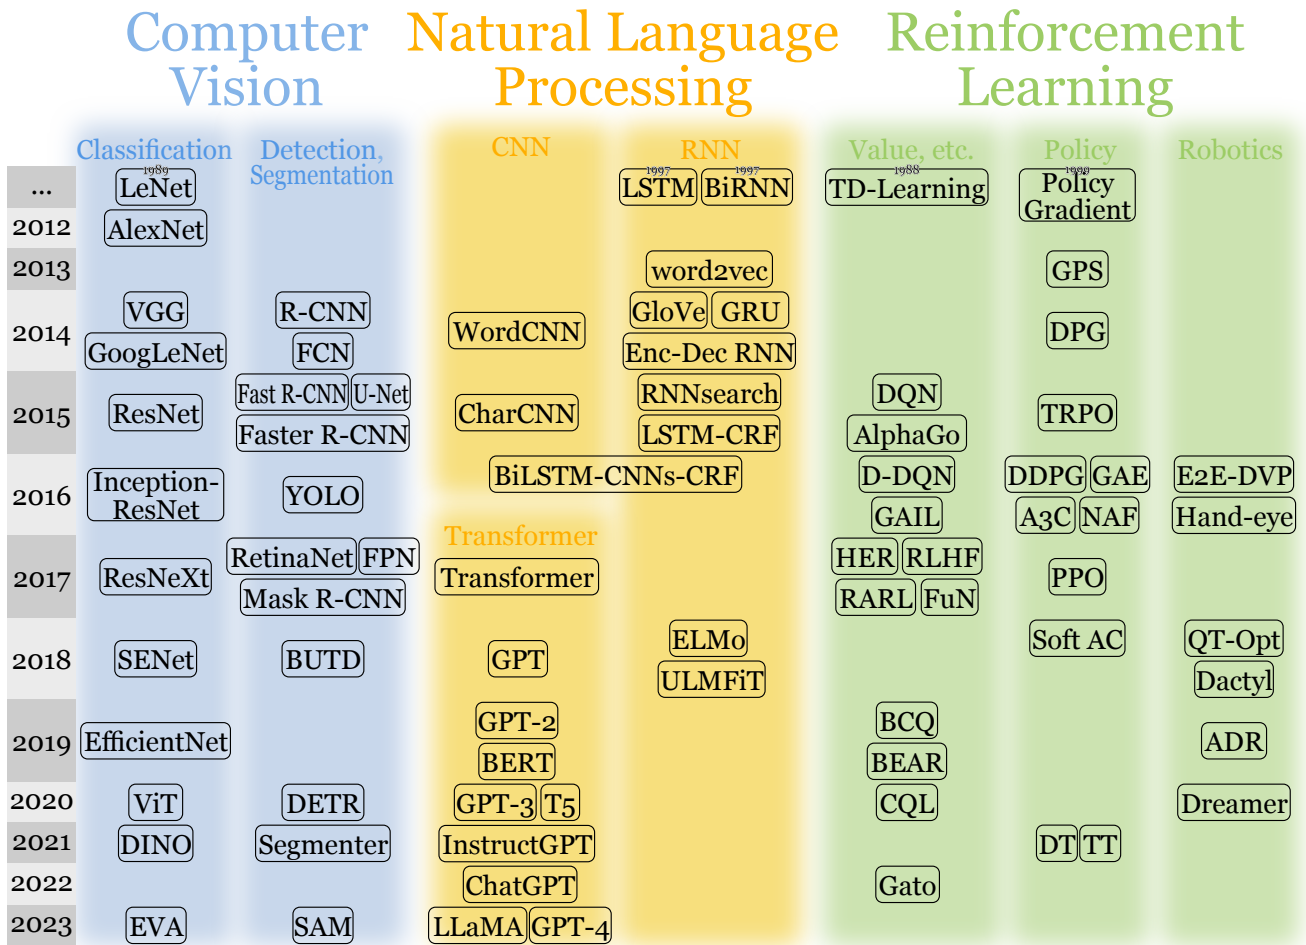 Computer
Vision
Natural Language
Processing
Reinforcement
Learning
Classification
Detection,
Segmentation
CNN
RNN
Value, etc.
Policy
Robotics
...
1989
LeNet
1997
LSTM
1997
BiRNN
1988
TD-Learning
1999
Policy
Gradient
2012
AlexNet
2013
word2vec
GPS
2014
VGG
GoogLeNet
R-CNN
FCN
WordCNN
GloVe GRU
Enc-Dec RNN
DPG
2015
ResNet
Fast R-CNN U-Net
Faster R-CNN
CharCNN
RNNsearch
LSTM-CRF
DQN
AlphaGo
TRPO
2016
Inception-
ResNet
YOLO
BiLSTM-CNNs-CRF
D-DQN
GAIL
DDPG GAE
A3C NAF
E2E-DVP
Hand-eye
Transformer
2017
ResNeXt
RetinaNet FPN
Mask R-CNN
Transformer
HER RLHF
RARL FuN
PPO
2018
SENet
BUTD
GPT
ELMo
ULMFiT
Soft AC
QT-Opt
Dactyl
2019
EfficientNet
GPT-2
BERT
BCQ
BEAR
ADR
2020
ViT
DETR
GPT-3 T5
CQL
Dreamer
2021
DINO
Segmenter
InstructGPT
DT TT
2022
ChatGPT
Gato
2023
EVA
SAM
LLaMA GPT-4